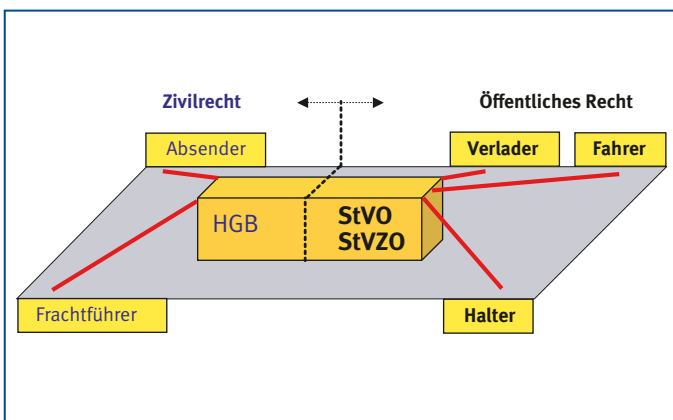 Zivilrecht
Öffentliches Recht
Absender
Verlader
Fahrer
HGB
StVO
StVZO
Frachtführer
Halter